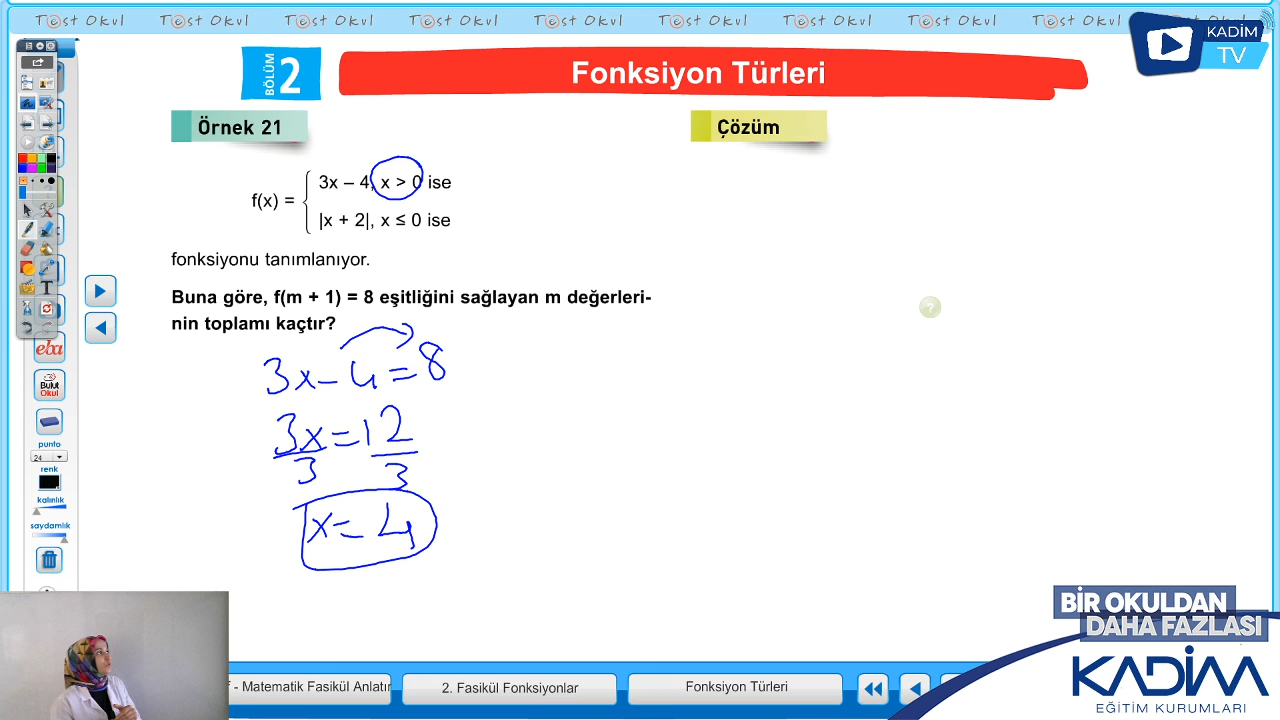 Test Okul Test Okul Test Okul Test Okul Test Okul Test Okul Test Okul Test Okul Test Okul
KADİM
TV
BÖLÜM
2
Fonksiyon Türleri
Örnek 21
Çözüm
3x – 4, x > 0 ise
f(x) =
|x + 2|, x ≤ 0 ise
fonksiyonu tanımlanıyor.
Buna göre, f(m + 1) = 8 eşitliğini sağlayan m değerleri-
nin toplamı kaçtır?
?
3x – 4 = 8
3x = 12
3 3
x = 4
T
eba
Bulut
Okul
punto
24
renk
kalınlık
saydamlık
BİR OKULDAN
DAHA FAZLASI
KADİM
EĞİTİM KURUMLARI
F - Matematik Fasikül Anlatır
2. Fasikül Fonksiyonlar
Fonksiyon Türleri